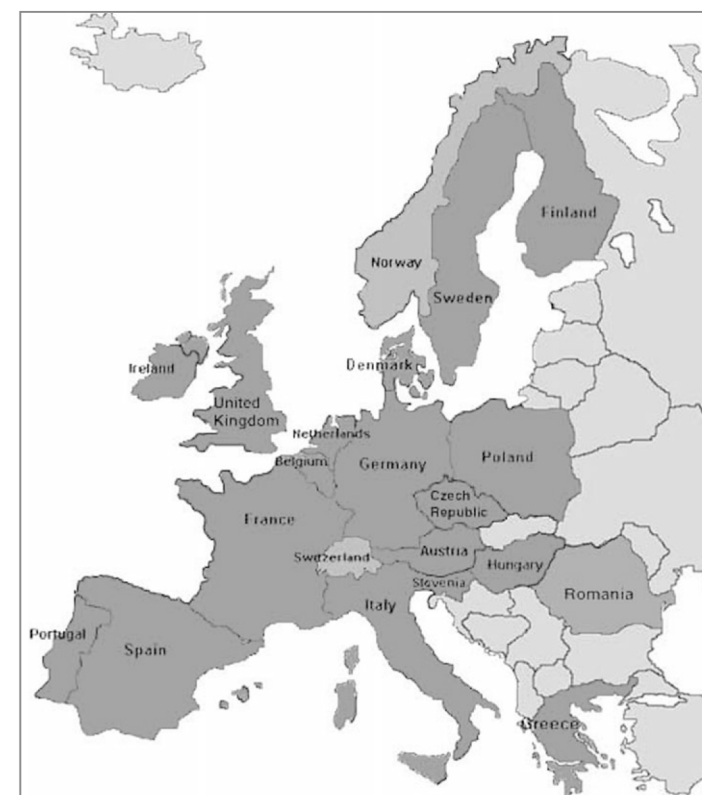 Finland
Norway
Sweden
Ireland
Denmark
United
Kingdom
Netherlands
Belgium
Germany
Poland
Czech
Republic
France
Switzerland
Austria
Hungary
Slovenia
Romania
Italy
Portugal
Spain
Greece